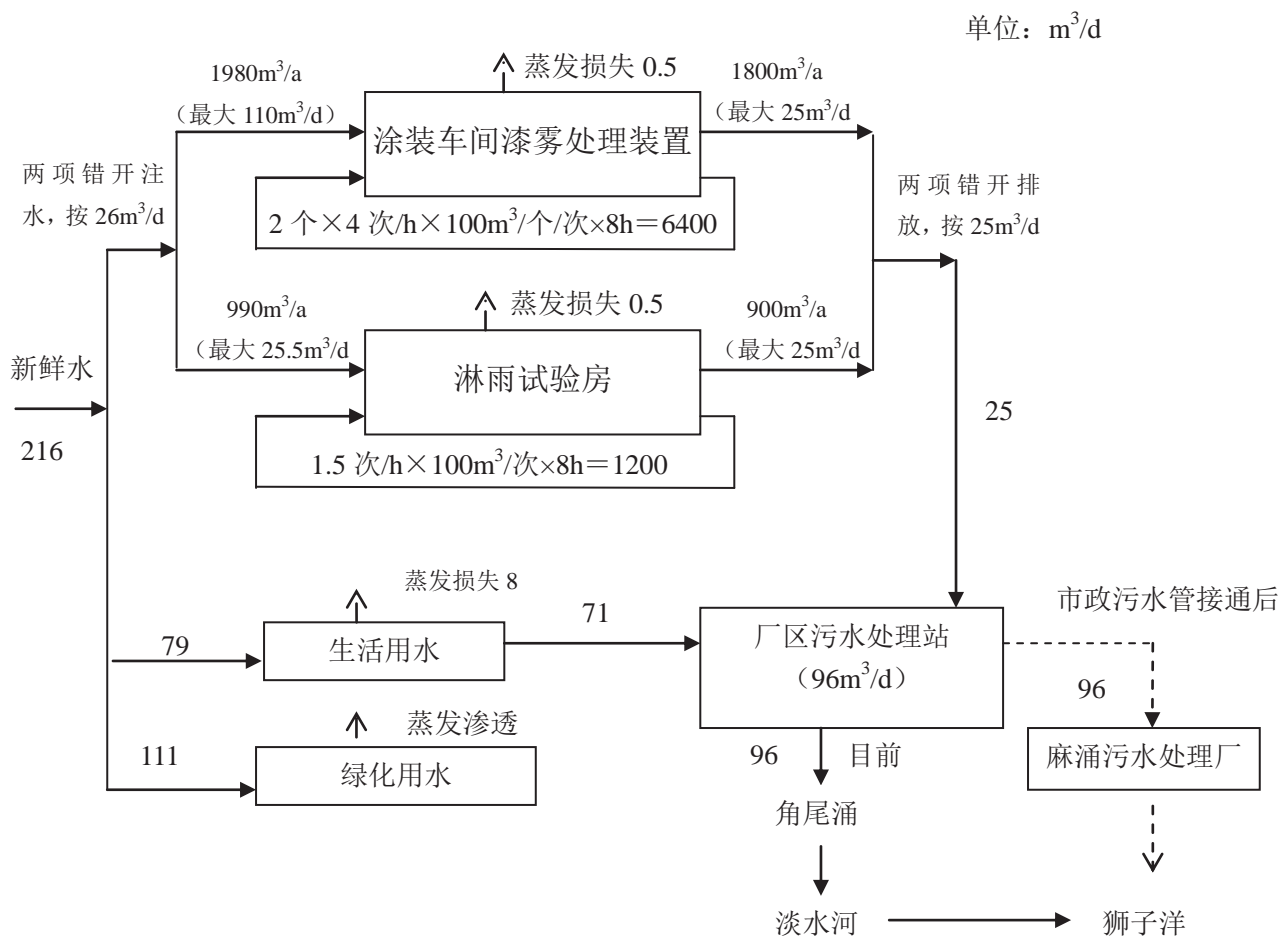 单位：m³/d
1980m³/a
（最大 110m³/d）
蒸发损失 0.5
1800m³/a
（最大 25m³/d
涂装车间漆雾处理装置
两项错开注
水，按 26m³/d
两项错开排
放，按 25m³/d
2 个×4 次/h×100m³/个/次×8h＝6400
990m³/a
（最大 25.5m³/d
蒸发损失 0.5
900m³/a
（最大 25m³/d
淋雨试验房
新鲜水
216
25
1.5 次/h×100m³/次×8h＝1200
蒸发损失 8
79
生活用水
71
厂区污水处理站
（96m³/d）
市政污水管接通后
96
蒸发渗透
111
绿化用水
96
目前
麻涌污水处理厂
角尾涌
淡水河
狮子洋